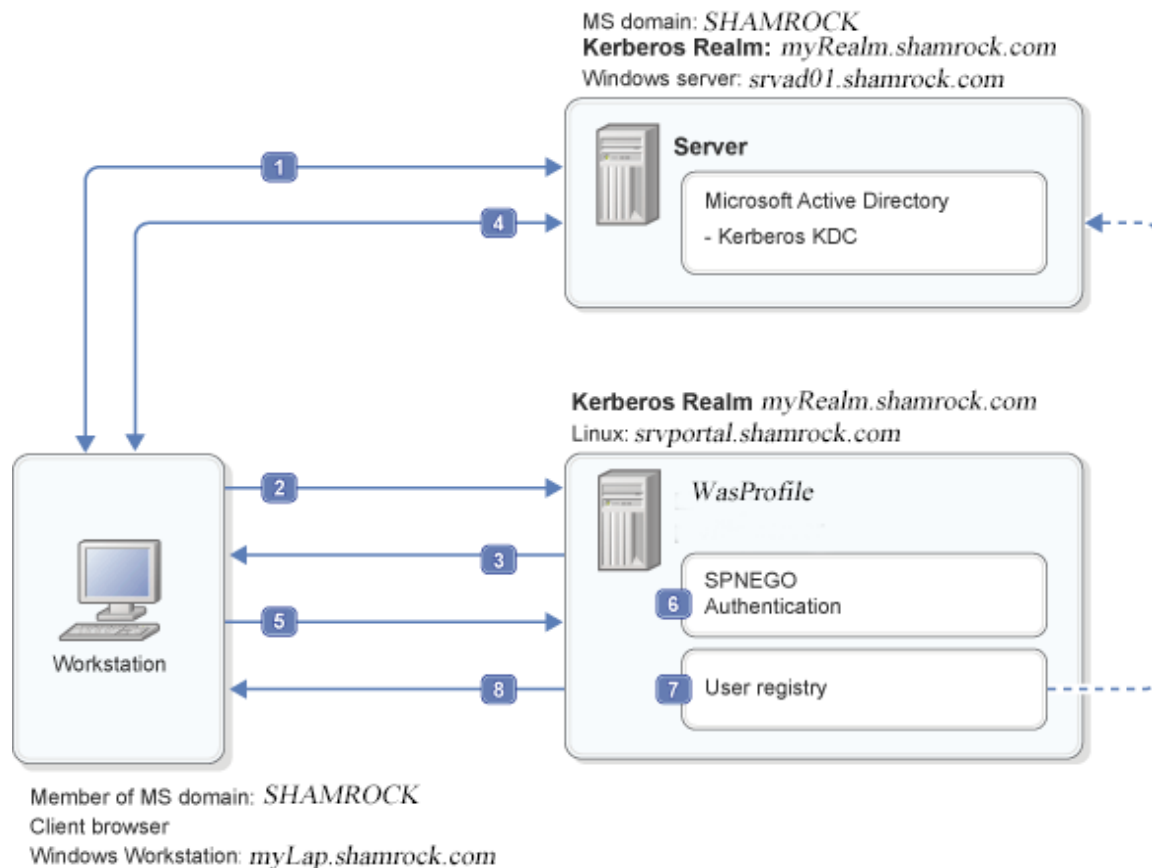 MS domain: SHAMROCK
Kerberos Realm: myRealm.shamrock.com
Windows server: srvad01.shamrock.com
Server
Microsoft Active Directory
- Kerberos KDC
1
4
Kerberos Realm myRealm.shamrock.com
Linux: srvportal.shamrock.com
WasProfile
2
3
SPNEGO
Authentication
6
5
User registry
7
8
Workstation
Member of MS domain: SHAMROCK
Client browser
Windows Workstation: myLap.shamrock.com